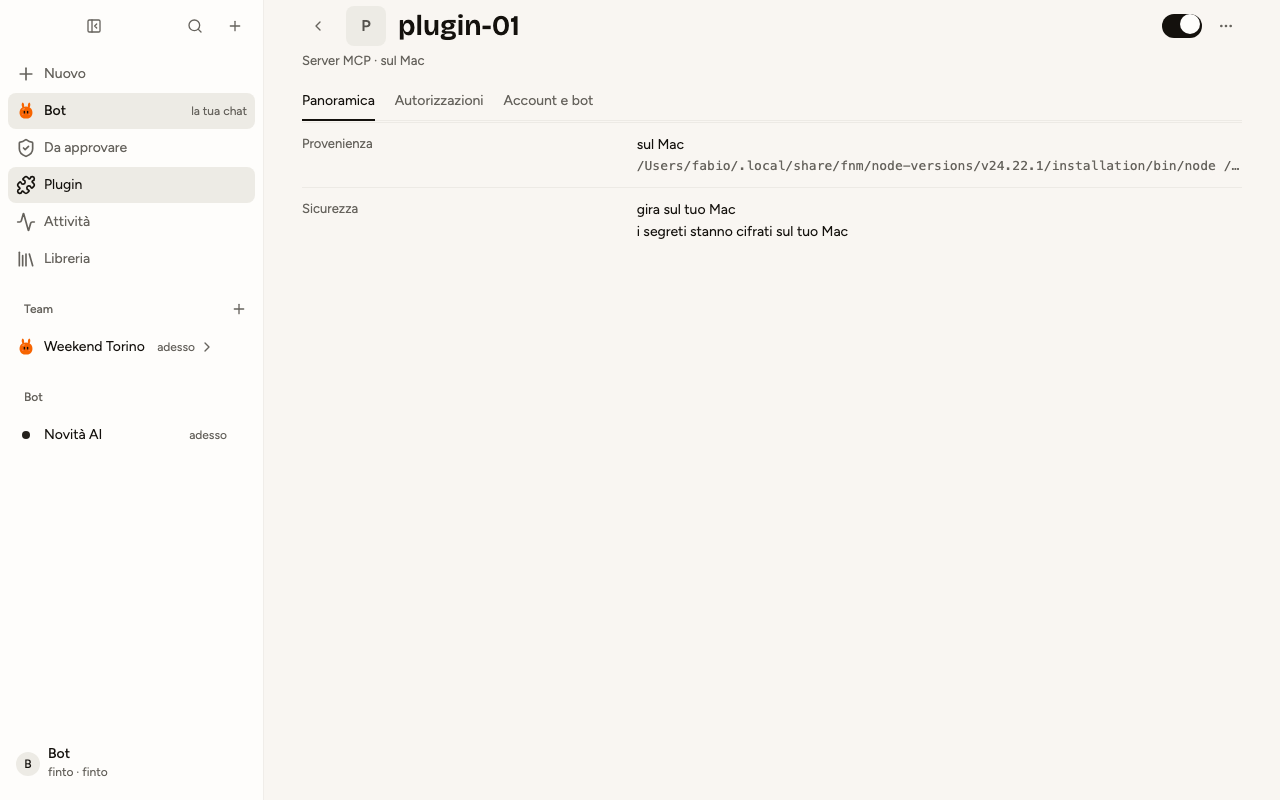 Nuovo
Bot la tua chat
Da approvare
Plugin
Attività
Libreria
Team
Weekend Torino adesso
Bot
Novità AI adesso
B
Bot
finto · finto
P
plugin-01
Server MCP · sul Mac
Panoramica Autorizzazioni Account e bot
Provenienza
sul Mac
/Users/fabio/.local/share/fnm/node-versions/v24.22.1/installation/bin/node /…
Sicurezza
gira sul tuo Mac
i segreti stanno cifrati sul tuo Mac